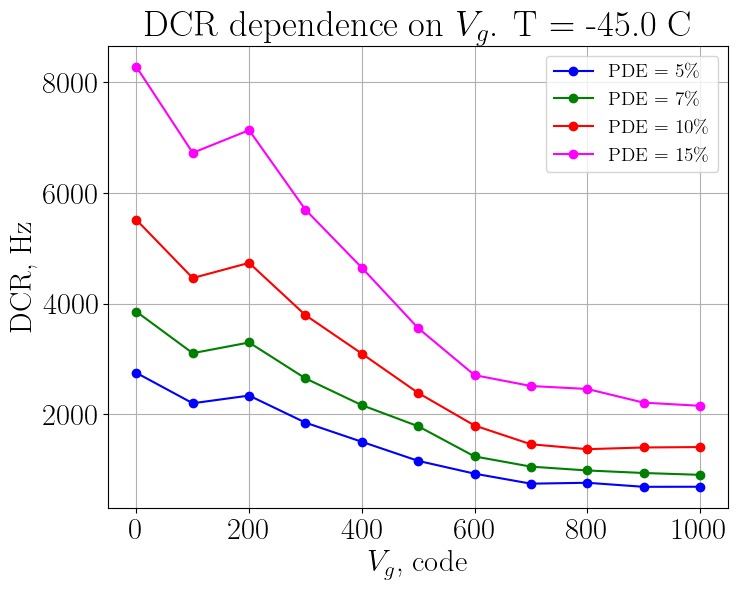 DCR dependence on V_g. T = -45.0 C
PDE = 5%
PDE = 7%
PDE = 10%
PDE = 15%
DCR, Hz
8000
6000
4000
2000
0 200 400 600 800 1000
V_g, code